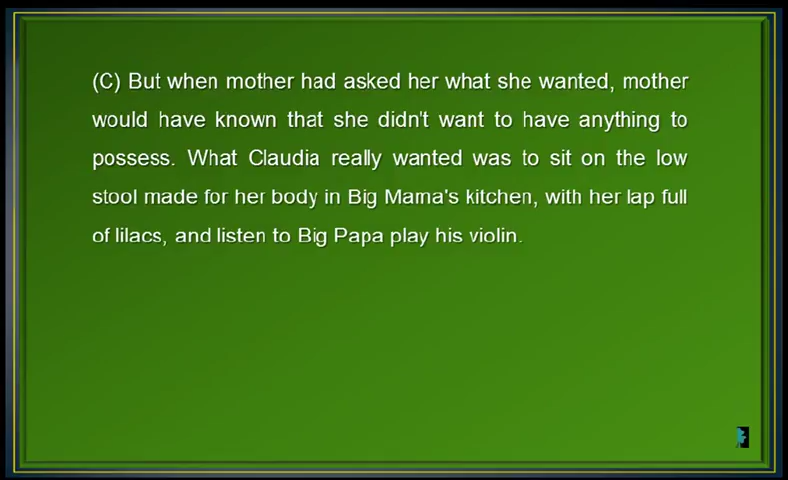 (C) But when mother had asked her what she wanted, mother
would have known that she didn't want to have anything to
possess. What Claudia really wanted was to sit on the low
stool made for her body in Big Mama's kitchen, with her lap full
of lilacs, and listen to Big Papa play his violin.